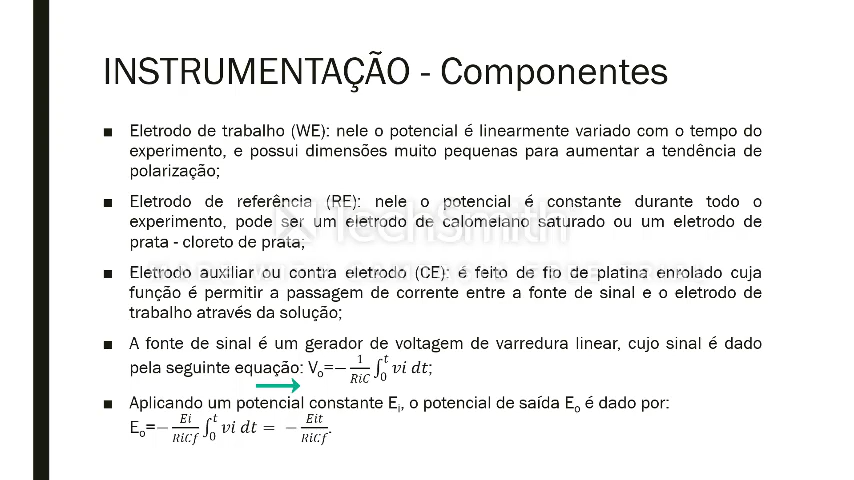 INSTRUMENTAÇÃO - Componentes
■ Eletrodo de trabalho (WE): nele o potencial é linearmente variado com o tempo do
experimento, e possui dimensões muito pequenas para aumentar a tendência de
polarização;
■ Eletrodo de referência (RE): nele o potencial é constante durante todo o
experimento, pode ser um eletrodo de calomelano saturado ou um eletrodo de
prata - cloreto de prata;
TechSmith
■ Eletrodo auxiliar ou contra eletrodo (CE): é feito de fio de platina enrolado cuja
função é permitir a passagem de corrente entre a fonte de sinal e o eletrodo de
trabalho através da solução;
■ A fonte de sinal é um gerador de voltagem de varredura linear, cujo sinal é dado
pela seguinte equação: Vₒ=−1/RiC ∫₀ᵗ vi dt;
■ Aplicando um potencial constante Eᵢ, o potencial de saída Eₒ é dado por:
Eₒ=−Ei/RiCf ∫₀ᵗ vi dt = −Eit/RiCf.